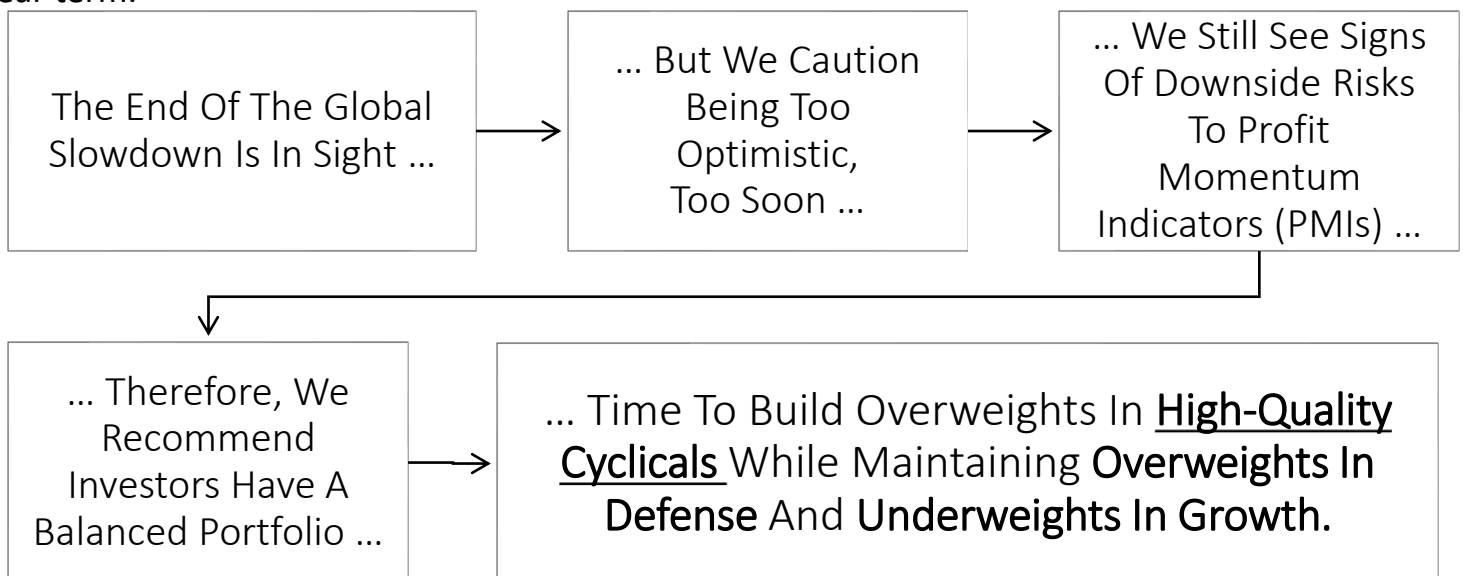 The End Of The Global
Slowdown Is In Sight …
… But We Caution
Being Too
Optimistic,
Too Soon …
… We Still See Signs
Of Downside Risks
To Profit
Momentum
Indicators (PMIs) …
… Therefore, We
Recommend
Investors Have A
Balanced Portfolio …
… Time To Build Overweights In High-Quality
Cyclicals While Maintaining Overweights In
Defense And Underweights In Growth.